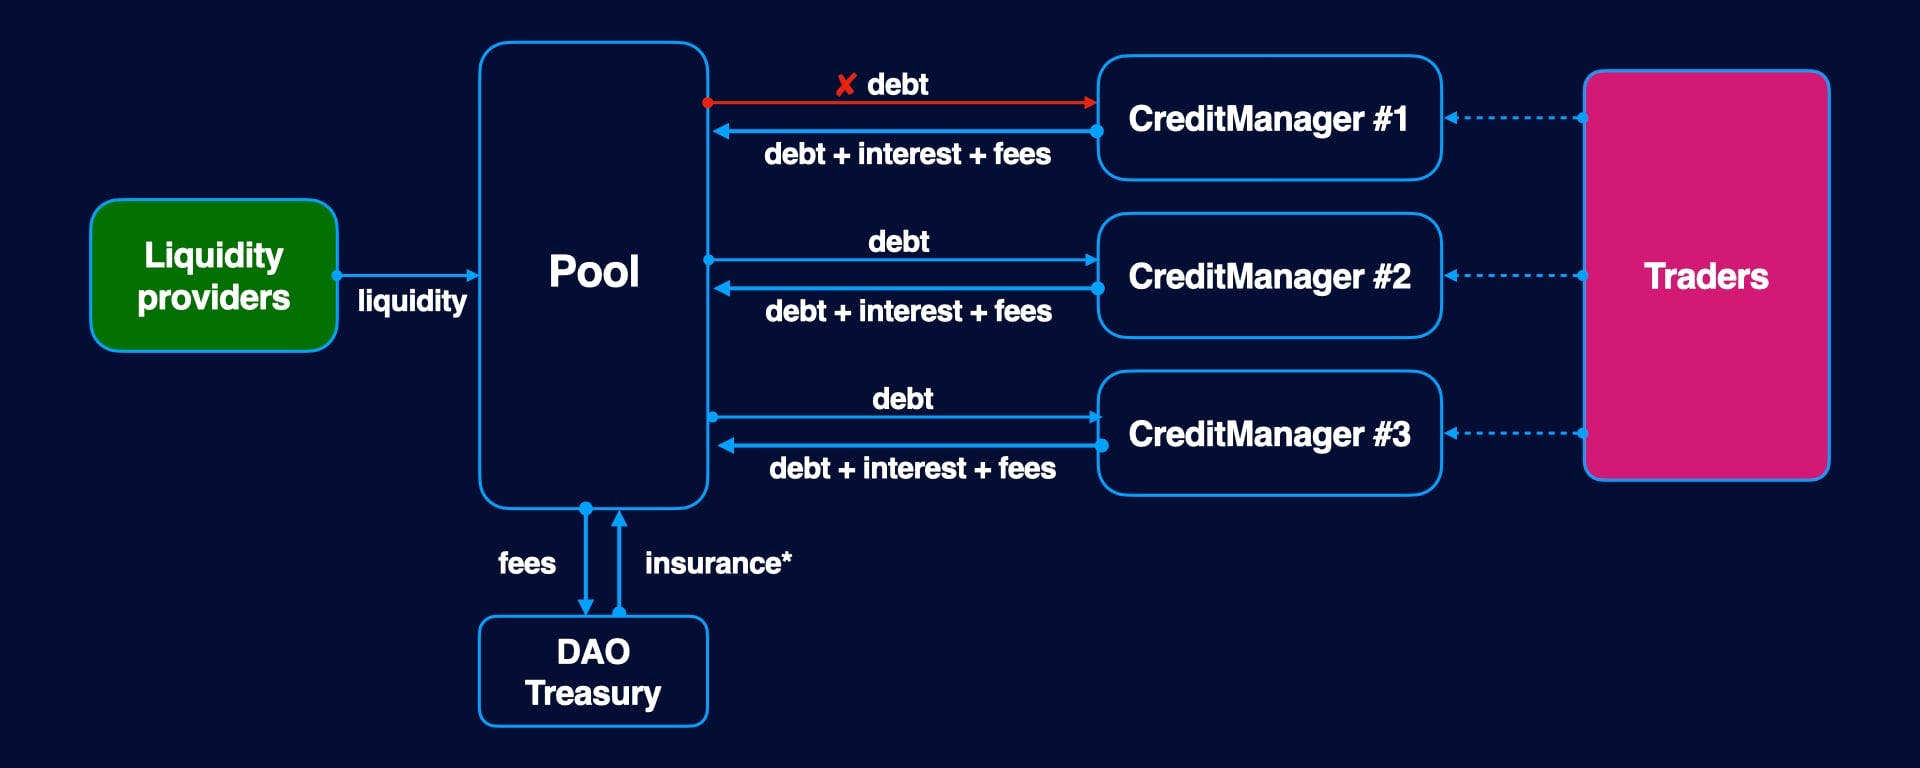 Liquidity
providers
liquidity
Pool
✘ debt
debt + interest + fees
debt
debt + interest + fees
debt
debt + interest + fees
CreditManager #1
CreditManager #2
CreditManager #3
Traders
fees
insurance*
DAO
Treasury